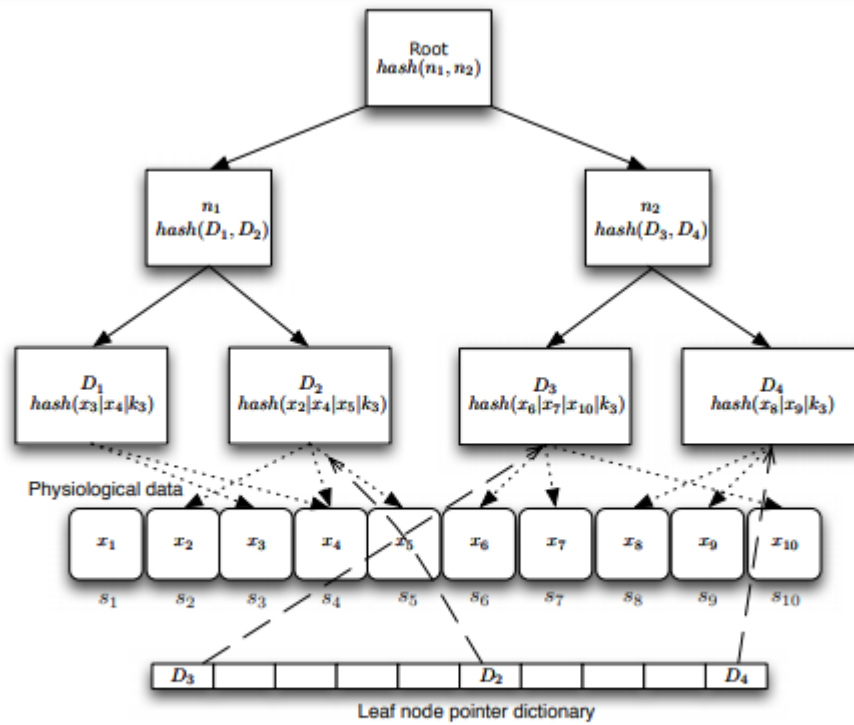 Root
hash(n₁, n₂)
n₁
hash(D₁, D₂)
n₂
hash(D₃, D₄)
D₁
hash(x₃|x₄|k₃)
D₂
hash(x₂|x₄|x₅|k₃)
D₃
hash(x₆|x₇|x₁₀|k₃)
D₄
hash(x₈|x₉|k₃)
Physiological data
x₁ x₂ x₃ x₄ x₅ x₆ x₇ x₈ x₉ x₁₀
s₁ s₂ s₃ s₄ s₅ s₆ s₇ s₈ s₉ s₁₀
D₃ D₂ D₄
Leaf node pointer dictionary